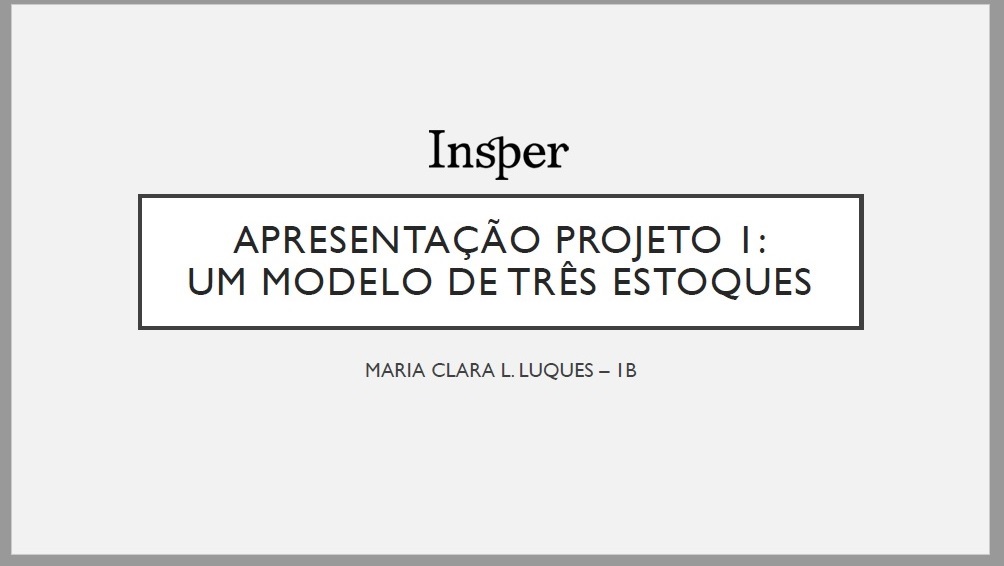 Insper
APRESENTAÇÃO PROJETO 1:
UM MODELO DE TRÊS ESTOQUES
MARIA CLARA L. LUQUES – 1B